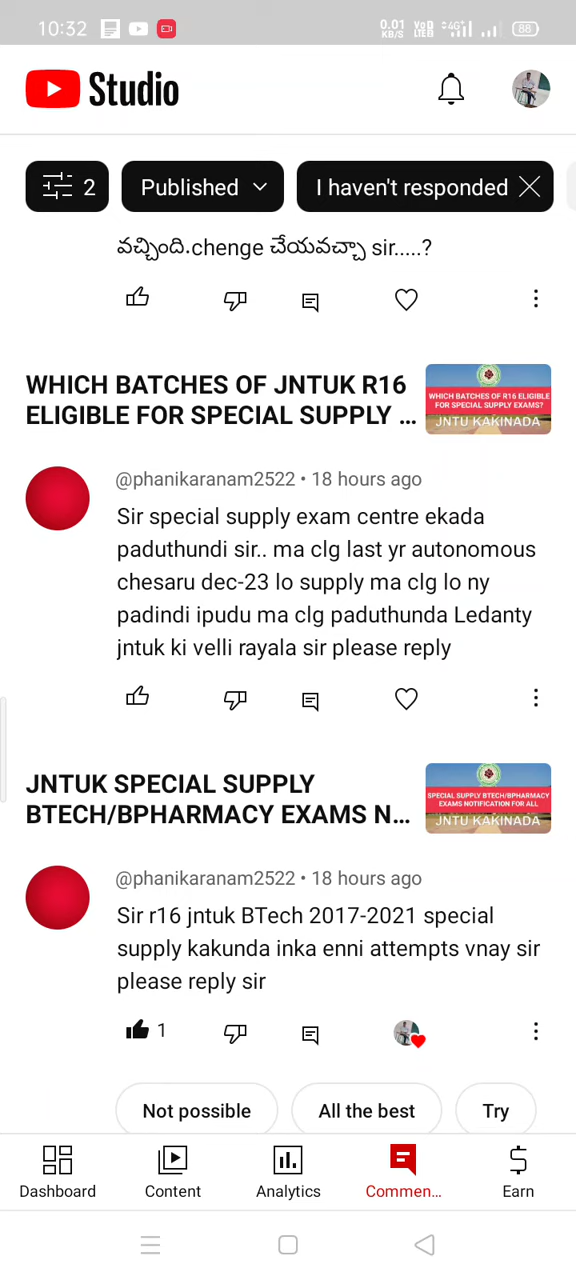 10:32
0.01 KB/S
VoD LTE
4G
88
Studio
2
Published
I haven't responded
వచ్చింది.chenge చేయవచ్చా sir.....?
WHICH BATCHES OF JNTUK R16
ELIGIBLE FOR SPECIAL SUPPLY ...
WHICH BATCHES OF R16 ELIGIBLE
FOR SPECIAL SUPPLY EXAMS?
JNTU KAKINADA
@phanikaranam2522 • 18 hours ago
Sir special supply exam centre ekada
paduthundi sir.. ma clg last yr autonomous
chesaru dec-23 lo supply ma clg lo ny
padindi ipudu ma clg paduthunda Ledanty
jntuk ki velli rayala sir please reply
JNTUK SPECIAL SUPPLY
BTECH/BPHARMACY EXAMS N...
SPECIAL SUPPLY BTECH/BPHARMACY
EXAMS NOTIFICATION FOR ALL
JNTU KAKINADA
@phanikaranam2522 • 18 hours ago
Sir r16 jntuk BTech 2017-2021 special
supply kakunda inka enni attempts vnay sir
please reply sir
1
Not possible
All the best
Try
Dashboard
Content
Analytics
Commen...
Earn